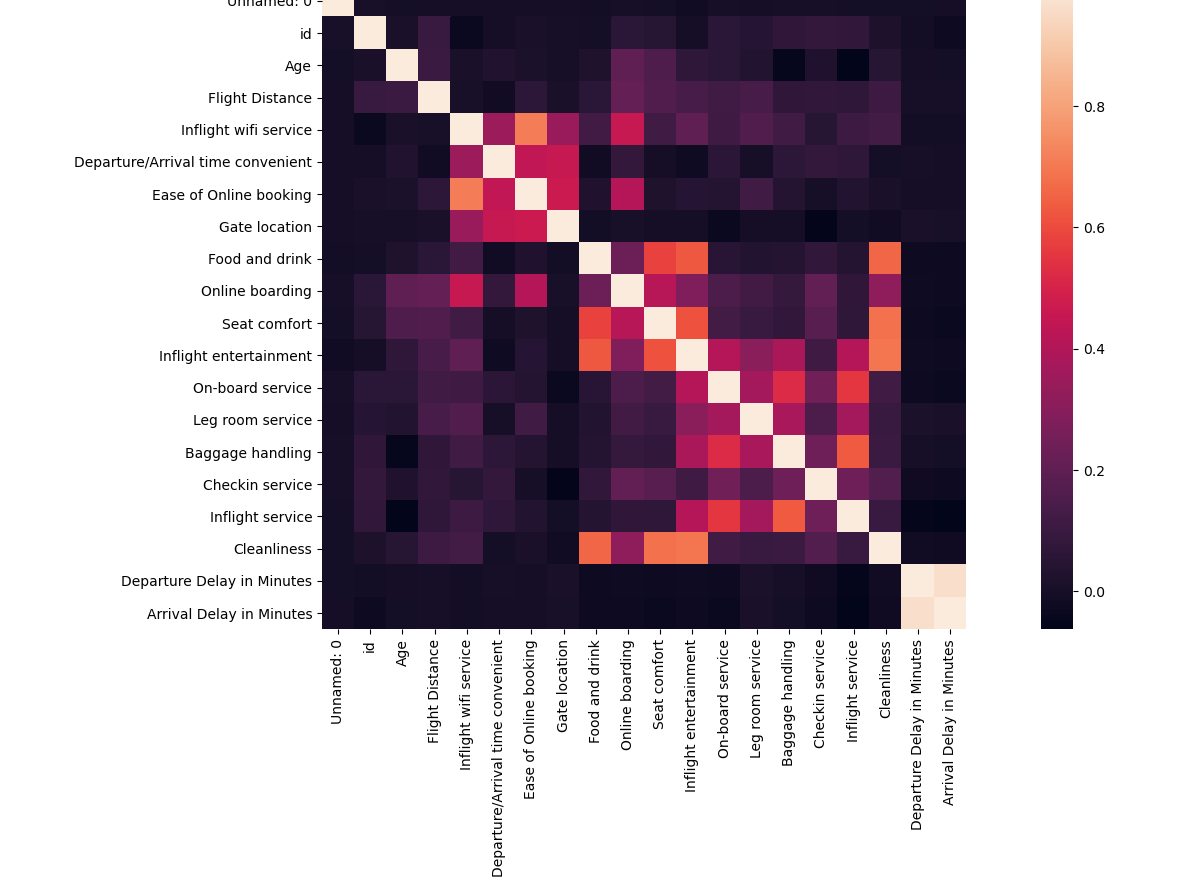 Unnamed: 0
id
Age
Flight Distance
Inflight wifi service
Departure/Arrival time convenient
Ease of Online booking
Gate location
Food and drink
Online boarding
Seat comfort
Inflight entertainment
On-board service
Leg room service
Baggage handling
Checkin service
Inflight service
Cleanliness
Departure Delay in Minutes
Arrival Delay in Minutes
Unnamed: 0
id
Age
Flight Distance
Inflight wifi service
Departure/Arrival time convenient
Ease of Online booking
Gate location
Food and drink
Online boarding
Seat comfort
Inflight entertainment
On-board service
Leg room service
Baggage handling
Checkin service
Inflight service
Cleanliness
Departure Delay in Minutes
Arrival Delay in Minutes
0.8
0.6
0.4
0.2
0.0